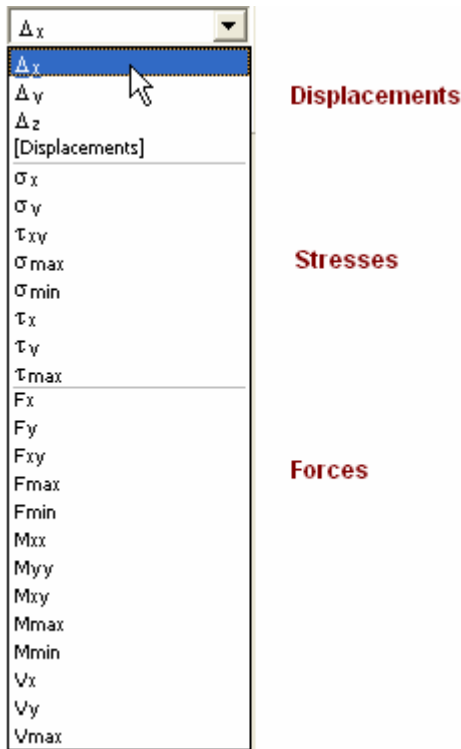 Δx
Δx
Δy
Displacements
Δz
[Displacements]
σx
σy
τxy
Stresses
σmax
σmin
τx
τy
τmax
Fx
Fy
Fxy
Forces
Fmax
Fmin
Mxx
Myy
Mxy
Mmax
Mmin
Vx
Vy
Vmax